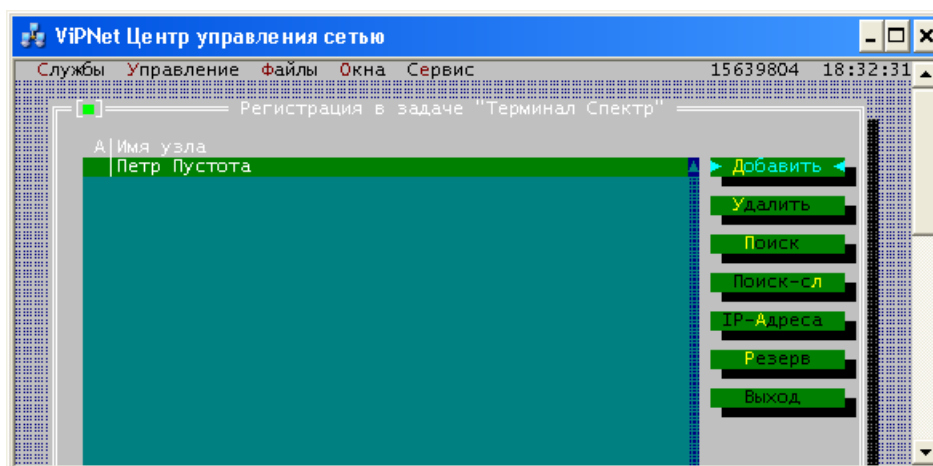 ViPNet Центр управления сетью
Службы Управление Файлы Окна Сервис 15639804 18:32:31
Регистрация в задаче "Терминал Спектр"
А|Имя узла
Петр Пустота
Добавить
Удалить
Поиск
Поиск-сл
IP-Адреса
Резерв
Выход